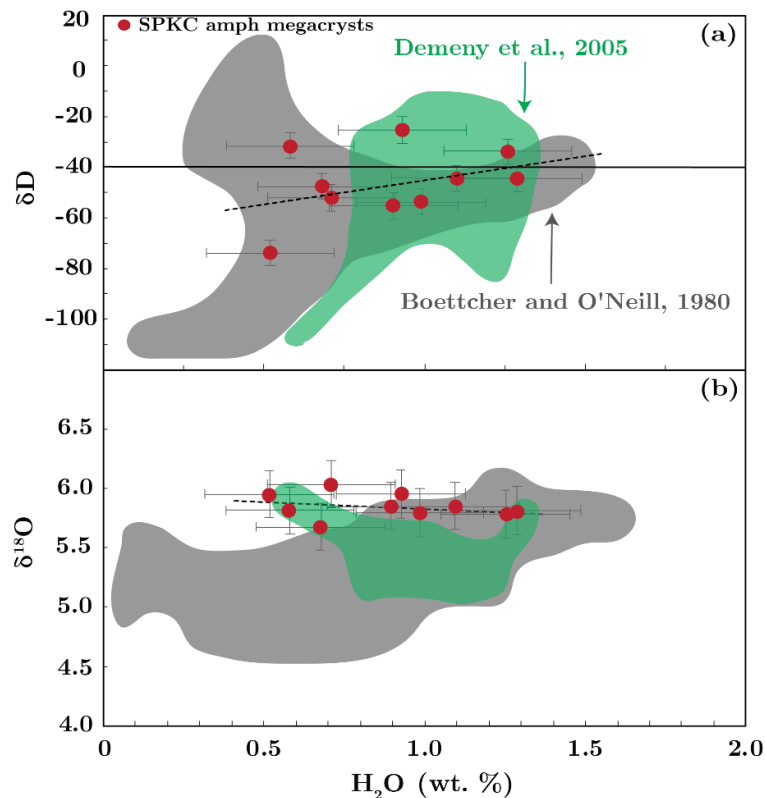 20
SPKC amph megacrysts
(a)
Demeny et al., 2005
0
-20
-40
δD
-60
-80
Boettcher and O'Neill, 1980
-100
(b)
6.5
6.0
δ¹⁸O
5.5
5.0
4.5
4.0
0
0.5
1.0
1.5
2.0
H₂O (wt. %)